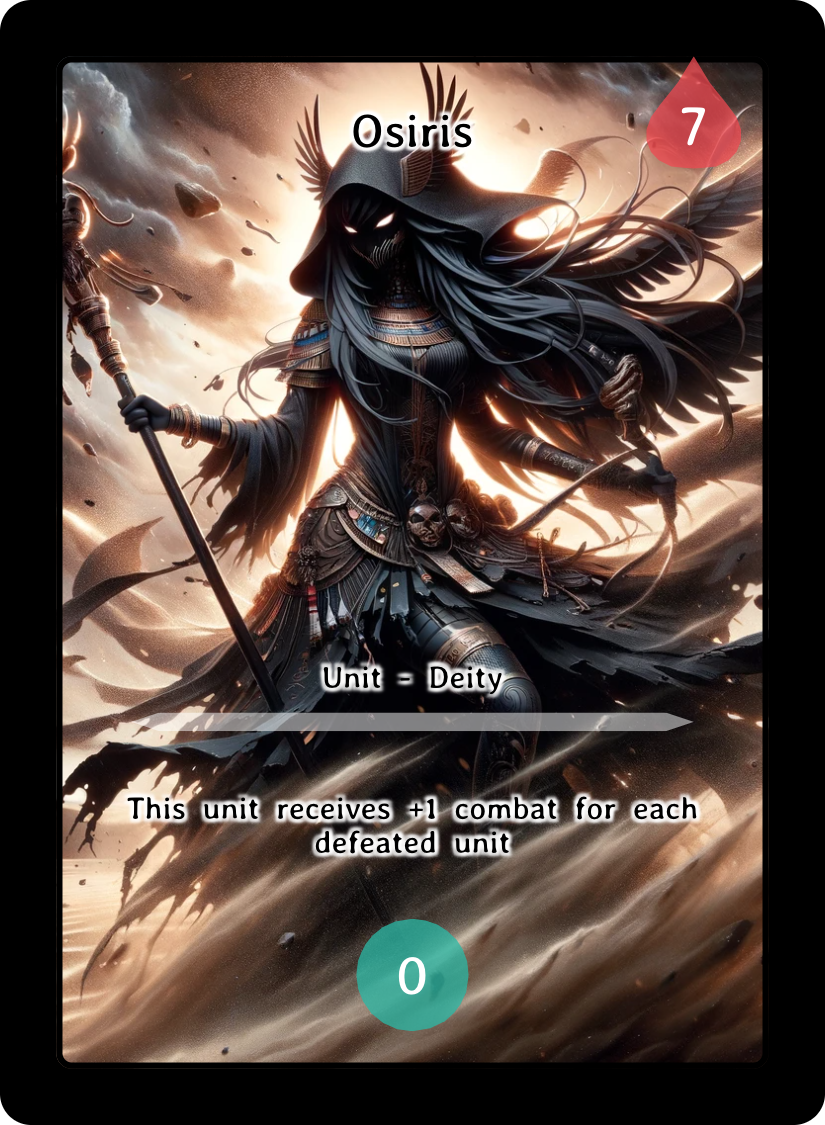 Osiris
7
Unit - Deity
This unit receives +1 combat for each
defeated unit
0